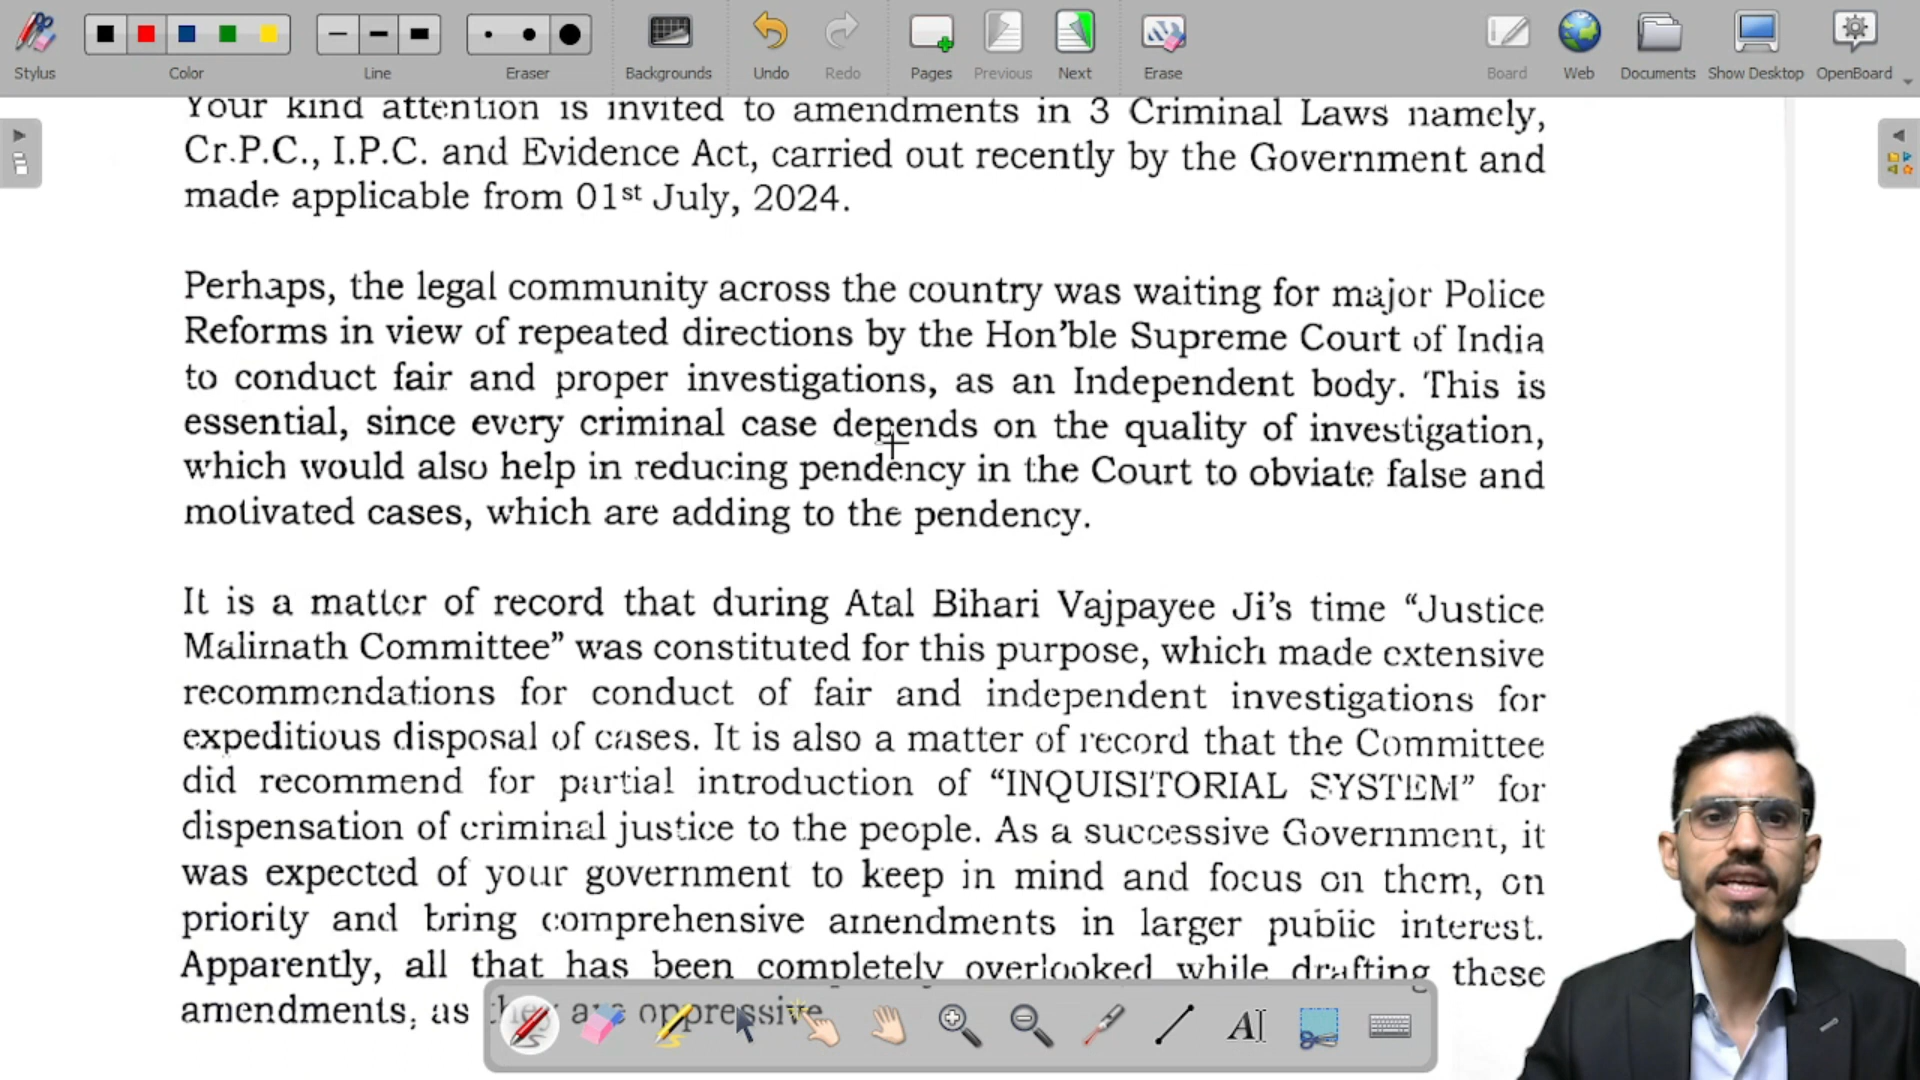 Stylus
Color
Line
Eraser
Backgrounds
Undo
Redo
Pages
Previous
Next
Erase
Board
Web
Documents
Show Desktop
OpenBoard
Your kind attention is invited to amendments in 3 Criminal Laws namely,
Cr.P.C., I.P.C. and Evidence Act, carried out recently by the Government and
made applicable from 01st July, 2024.
Perhaps, the legal community across the country was waiting for major Police
Reforms in view of repeated directions by the Hon'ble Supreme Court of India
to conduct fair and proper investigations, as an Independent body. This is
essential, since every criminal case depends on the quality of investigation,
which would also help in reducing pendency in the Court to obviate false and
motivated cases, which are adding to the pendency.
It is a matter of record that during Atal Bihari Vajpayee Ji's time “Justice
Malimath Committee” was constituted for this purpose, which made extensive
recommendations for conduct of fair and independent investigations for
expeditious disposal of cases. It is also a matter of record that the Committee
did recommend for partial introduction of “INQUISITORIAL SYSTEM” for
dispensation of criminal justice to the people. As a successive Government, it
was expected of your government to keep in mind and focus on them, on
priority and bring comprehensive amendments in larger public interest.
Apparently, all that has been completely overlooked while drafting these
amendments, as they are oppressive